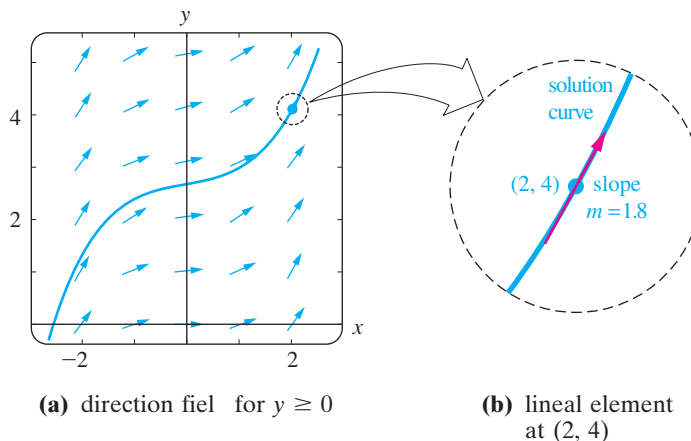 y
4
2
−2
2
x
solution
curve
(2, 4)
slope
m = 1.8
(a) direction fiel for y ≥ 0
(b) lineal element
at (2, 4)